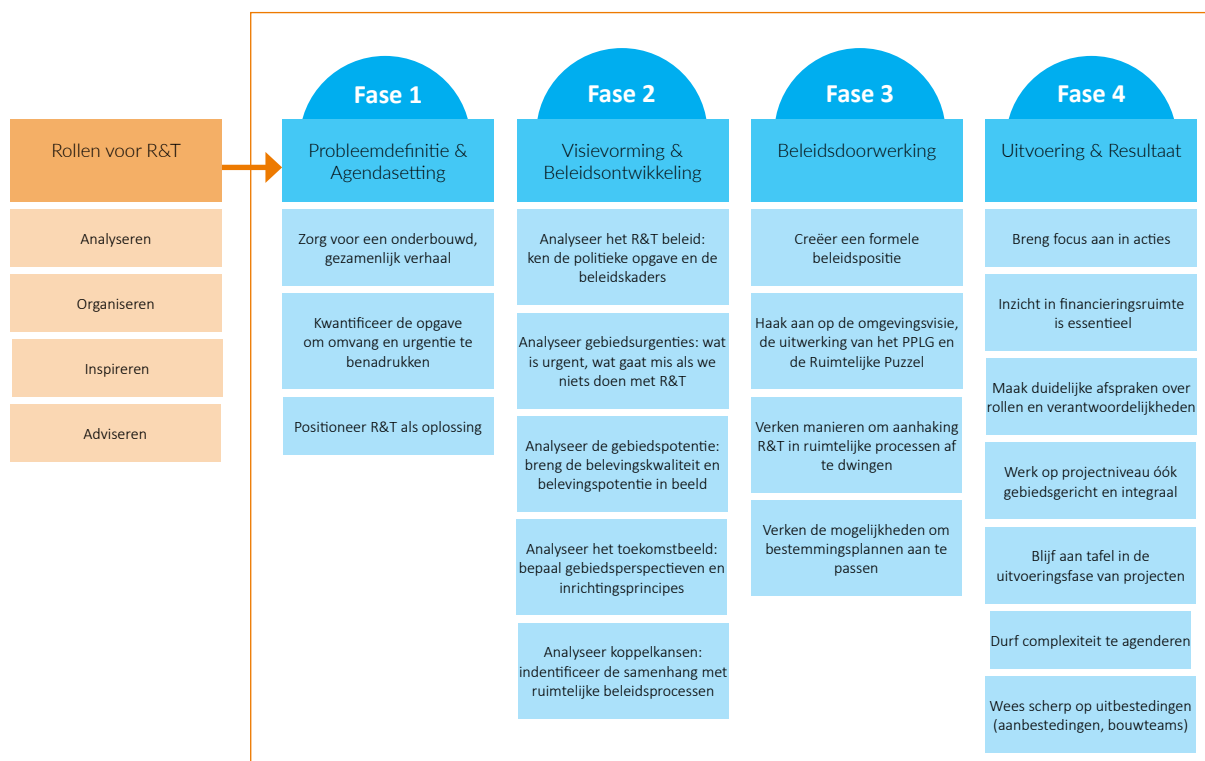 Rollen voor R&T
Analyseren
Organiseren
Inspireren
Adviseren
Fase 1
Probleemdefinitie &
Agendasetting
Zorg voor een onderbouwd,
gezamenlijk verhaal
Kwantificeer de opgave
om omvang en urgentie te
benadrukken
Positioneer R&T als oplossing
Fase 2
Visievorming &
Beleidsontwikkeling
Analyseer het R&T beleid:
ken de politieke opgave en de
beleidskaders
Analyseer gebiedsurgenties: wat
is urgent, wat gaat mis als we
niets doen met R&T
Analyseer de gebiedspotentie:
breng de belevingskwaliteit en
belevingspotentie in beeld
Analyseer het toekomstbeeld:
bepaal gebiedsperspectieven en
inrichtingsprincipes
Analyseer koppelkansen:
indentificeer de samenhang met
ruimtelijke beleidsprocessen
Fase 3
Beleidsdoorwerking
Creëer een formele
beleidspositie
Haak aan op de omgevingsvisie,
de uitwerking van het PPLG en
de Ruimtelijke Puzzel
Verken manieren om aanhaking
R&T in ruimtelijke processen af
te dwingen
Verken de mogelijkheden om
bestemmingsplannen aan te
passen
Fase 4
Uitvoering & Resultaat
Breng focus aan in acties
Inzicht in financieringsruimte
is essentieel
Maak duidelijke afspraken over
rollen en verantwoordelijkheden
Werk op projectniveau óók
gebiedsgericht en integraal
Blijf aan tafel in de
uitvoeringsfase van projecten
Durf complexiteit te agenderen
Wees scherp op uitbestedingen
(aanbestedingen, bouwteams)